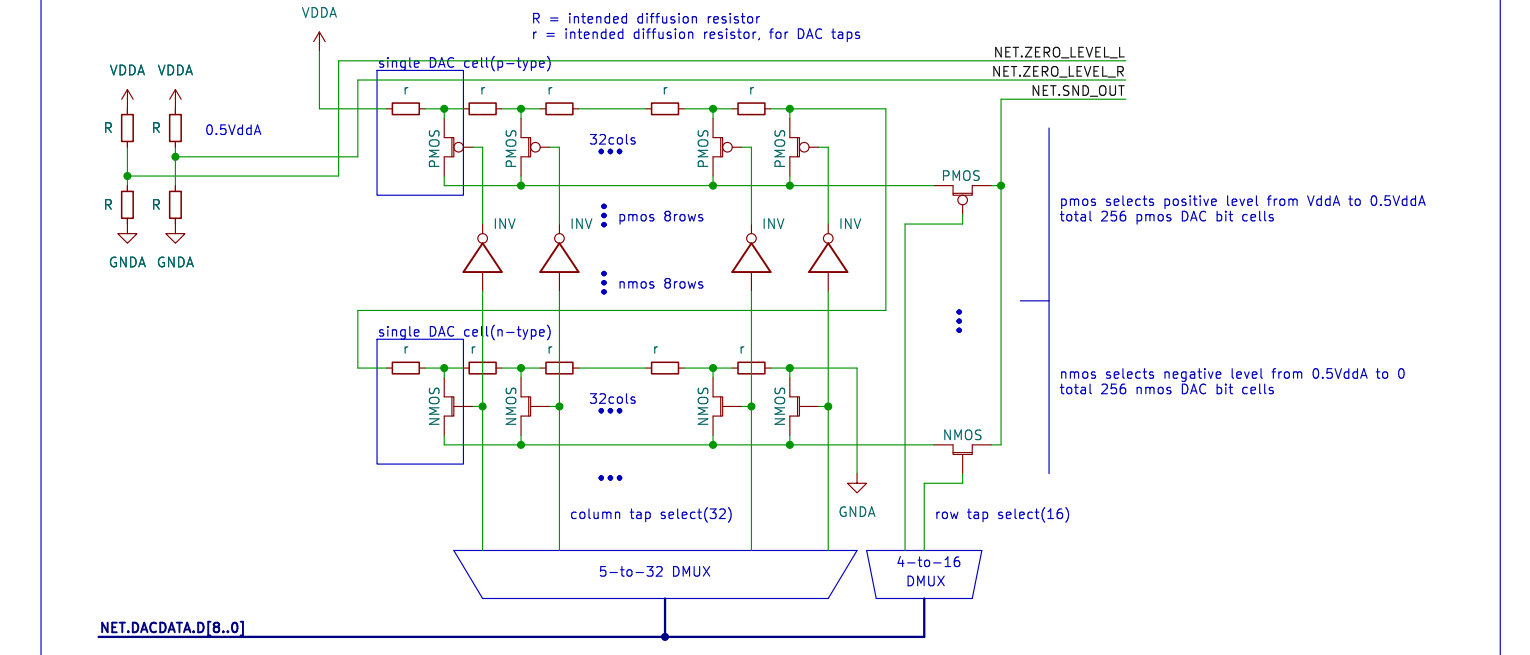 VDDA
R = intended diffusion resistor
r = intended diffusion resistor, for DAC taps
NET.ZERO_LEVEL_L
single DAC cell(p-type)
VDDA VDDA
NET.ZERO_LEVEL_R
r r r r r
NET.SND_OUT
R R 0.5VddA
PMOS PMOS 32cols PMOS PMOS
PMOS
R R
pmos selects positive level from VddA to 0.5VddA
total 256 pmos DAC bit cells
pmos 8rows
INV INV INV INV
GNDA GNDA
nmos 8rows
single DAC cell(n-type)
r r r r r
nmos selects negative level from 0.5VddA to 0
total 256 nmos DAC bit cells
NMOS NMOS 32cols NMOS NMOS
NMOS
GNDA
column tap select(32)
row tap select(16)
5-to-32 DMUX
4-to-16
DMUX
NET.DACDATA.D[8..0]